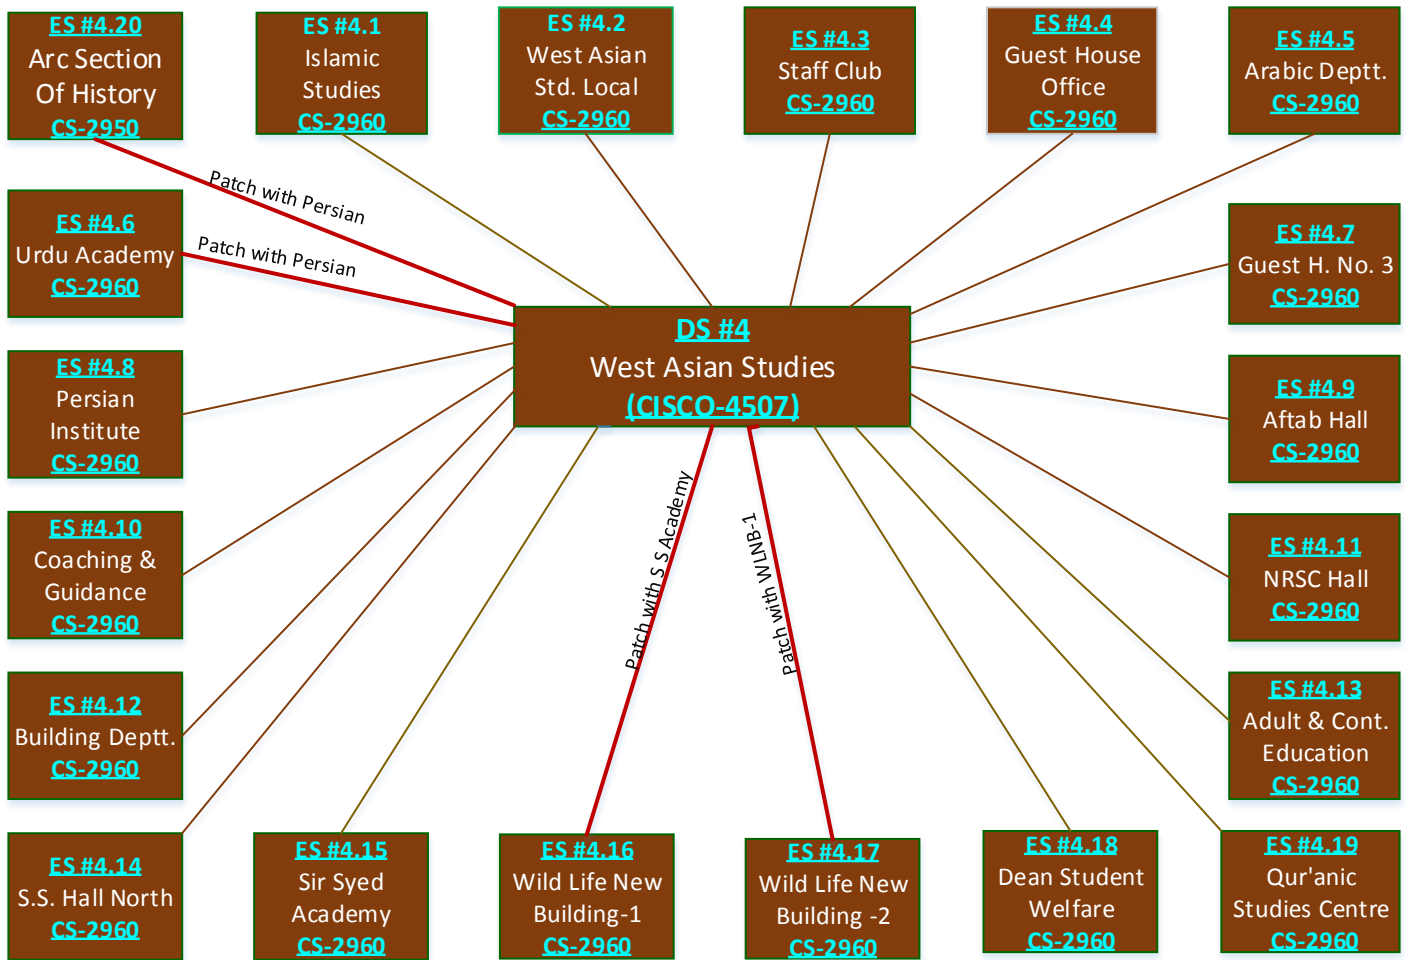 ES #4.20
Arc Section
Of History
CS-2950
ES #4.1
Islamic
Studies
CS-2960
ES #4.2
West Asian
Std. Local
CS-2960
ES #4.3
Staff Club
CS-2960
ES #4.4
Guest House
Office
CS-2960
ES #4.5
Arabic Deptt.
CS-2960
Patch with Persian
ES #4.6
Urdu Academy
CS-2960
Patch with Persian
ES #4.7
Guest H. No. 3
CS-2960
DS #4
West Asian Studies
(CISCO-4507)
ES #4.8
Persian
Institute
CS-2960
ES #4.9
Aftab Hall
CS-2960
Patch with S S Academy
Patch with WLNB-1
ES #4.10
Coaching &
Guidance
CS-2960
ES #4.11
NRSC Hall
CS-2960
ES #4.12
Building Deptt.
CS-2960
ES #4.13
Adult & Cont.
Education
CS-2960
ES #4.14
S.S. Hall North
CS-2960
ES #4.15
Sir Syed
Academy
CS-2960
ES #4.16
Wild Life New
Building-1
CS-2960
ES #4.17
Wild Life New
Building -2
CS-2960
ES #4.18
Dean Student
Welfare
CS-2960
ES #4.19
Qur'anic
Studies Centre
CS-2960